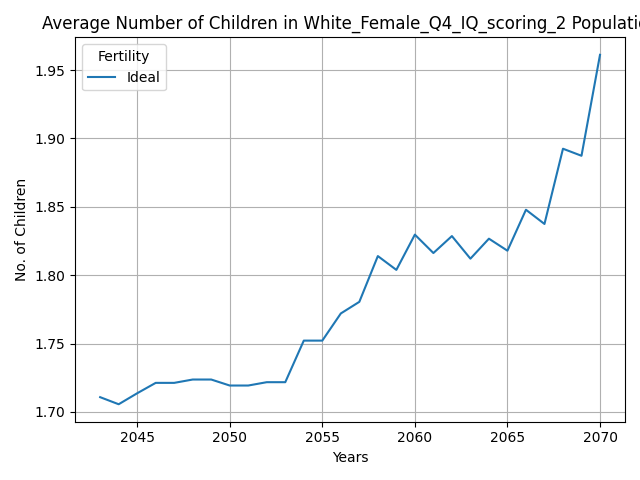 Average Number of Children in White_Female_Q4_IQ_scoring_2 Populatio
Fertility
Ideal
No. of Children
1.95
1.90
1.85
1.80
1.75
1.70
2045 2050 2055 2060 2065 2070
Years